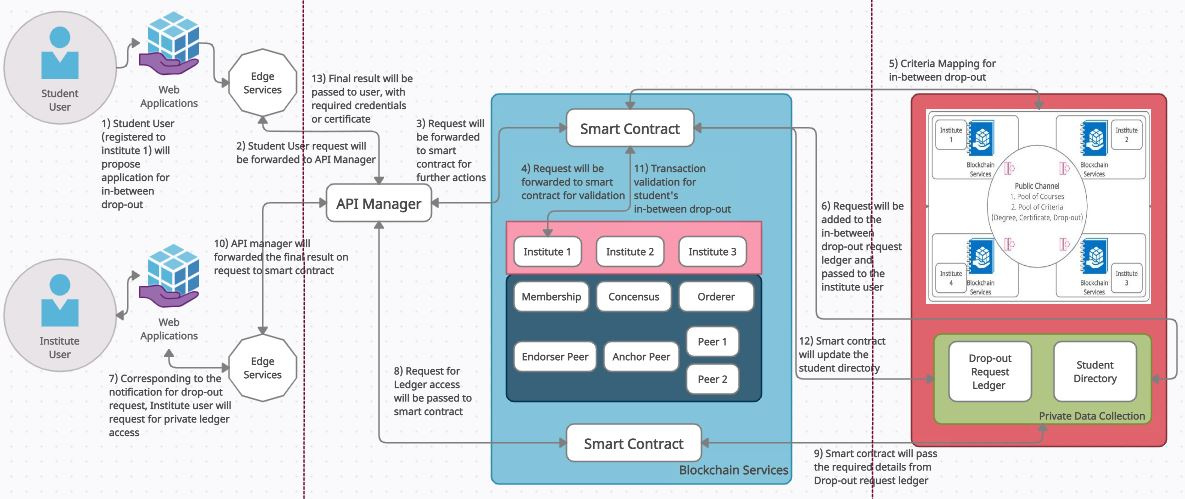 Student
User
Web
Applications
Edge
Services
1) Student User
(registered to
institute 1) will
propose
application for
in-between
drop-out
2) Student User request will
be forwarded to API Manager
13) Final result will be
passed to user, with
required credentials
or certificate
3) Request will
be forwarded
to smart
contract for
further actions
API Manager
10) API manager will
forwarded the final result on
request to smart contract
Institute
User
Web
Applications
Edge
Services
7) Corresponding to the
notification for drop-out
request, Institute user will
request for private ledger
access
8) Request for
Ledger access
will be passed to
smart contract
Smart Contract
4) Request will be
forwarded to smart
contract for validation
11) Transaction
validation for
student's
in-between drop-out
Institute 1
Institute 2
Institute 3
Membership
Concensus
Orderer
Endorser Peer
Anchor Peer
Peer 1
Peer 2
Smart Contract
Blockchain Services
5) Criteria Mapping for
in-between drop-out
6) Request will be
added to the
in-between
drop-out request
ledger and
passed to the
institute user
12) Smart contract
will update the
student directory
9) Smart contract will pass
the required details from
Drop-out request ledger
Institute
1
Blockchain
Services
Blockchain
Services
Institute
2
Public Channel
1. Pool of Courses
2. Pool of Criteria
(Degree, Certificate, Drop-out)
Institute
4
Blockchain
Services
Blockchain
Services
Institute
3
Drop-out
Request
Ledger
Student
Directory
Private Data Collection